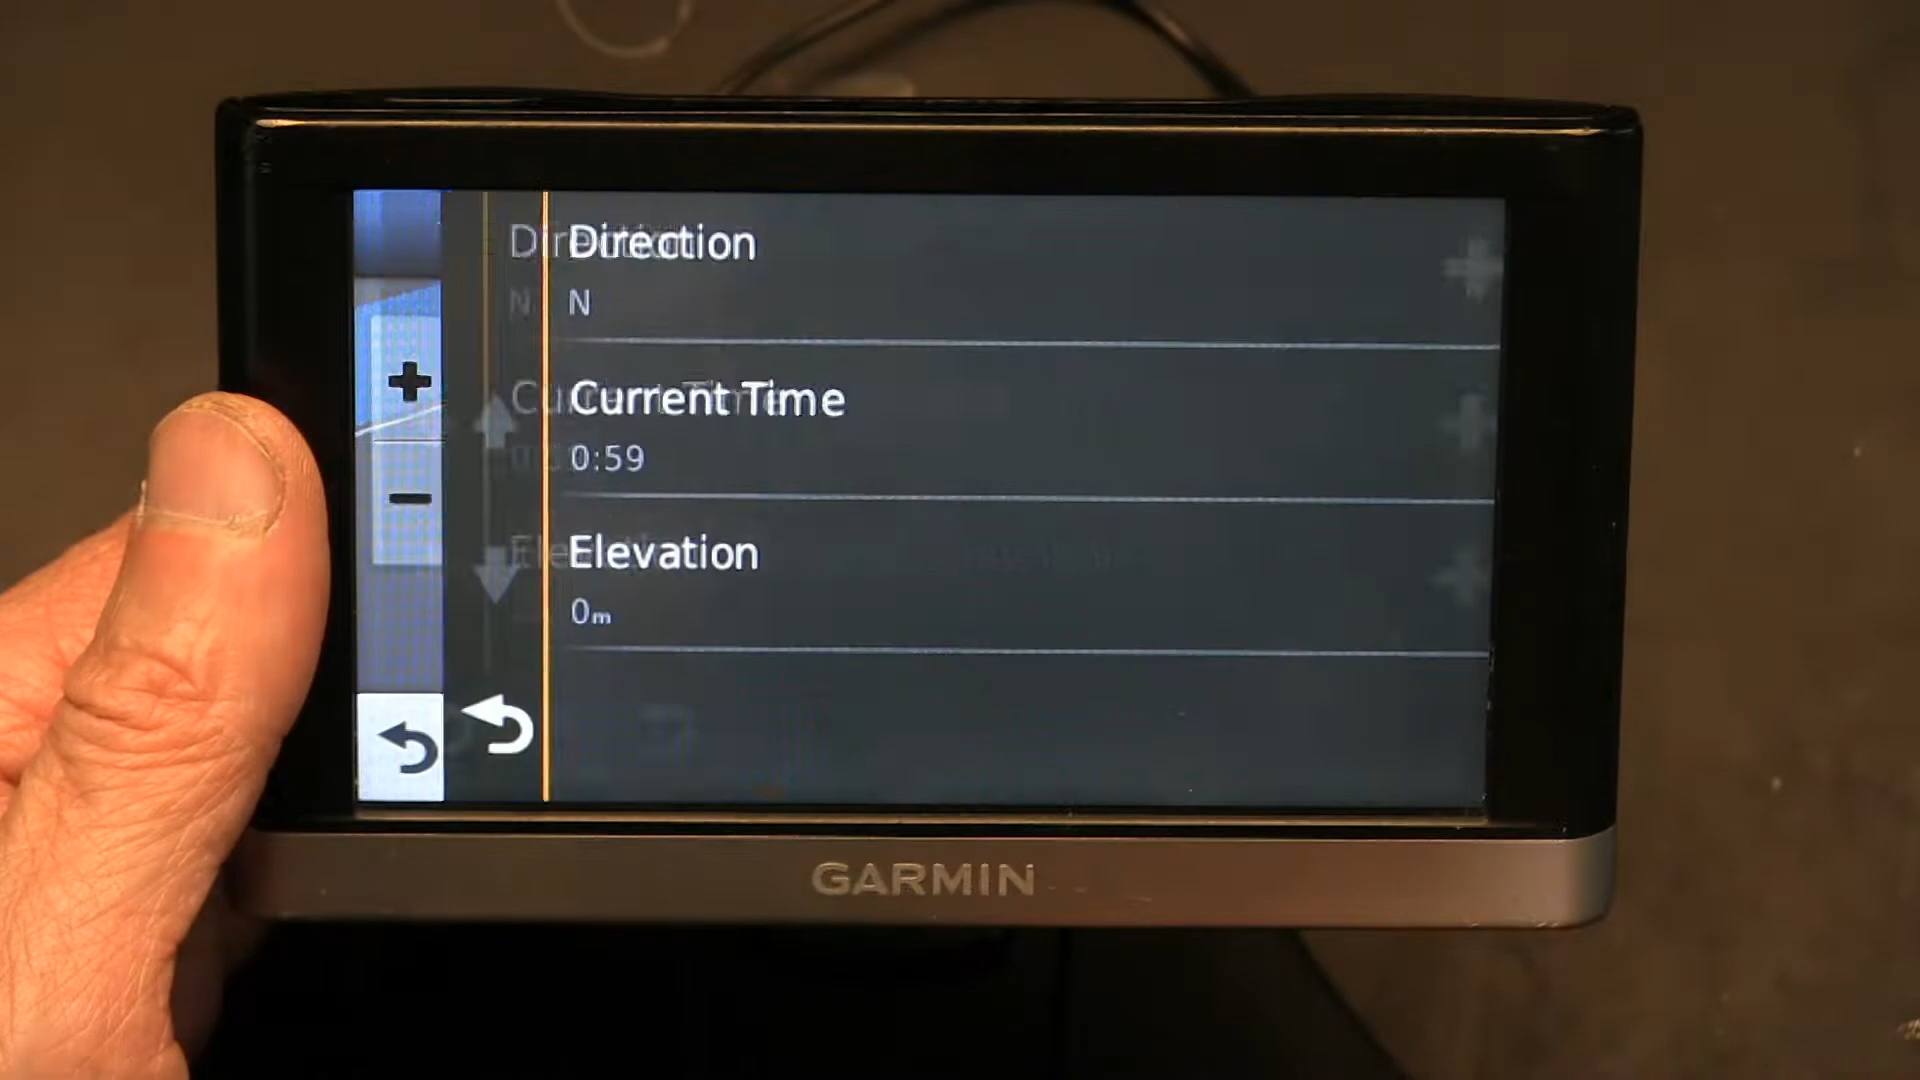 Direction
N
Current Time
0:59
Elevation
0m
GARMIN